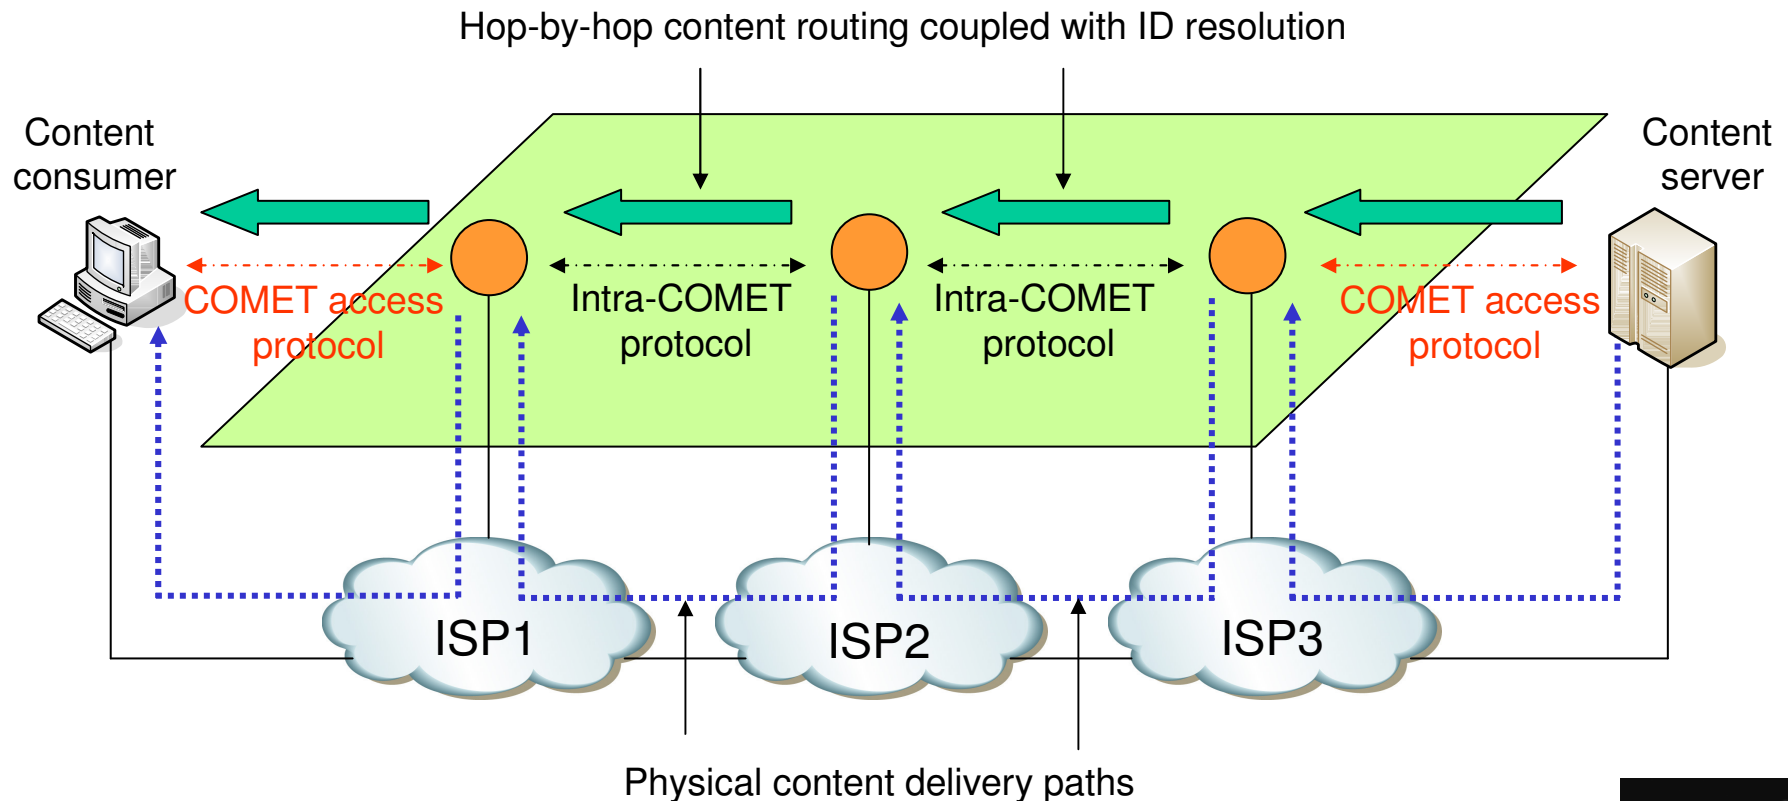 Hop-by-hop content routing coupled with ID resolution
Content
consumer
Content
server
COMET access
protocol
Intra-COMET
protocol
Intra-COMET
protocol
COMET access
protocol
ISP1
ISP2
ISP3
Physical content delivery paths